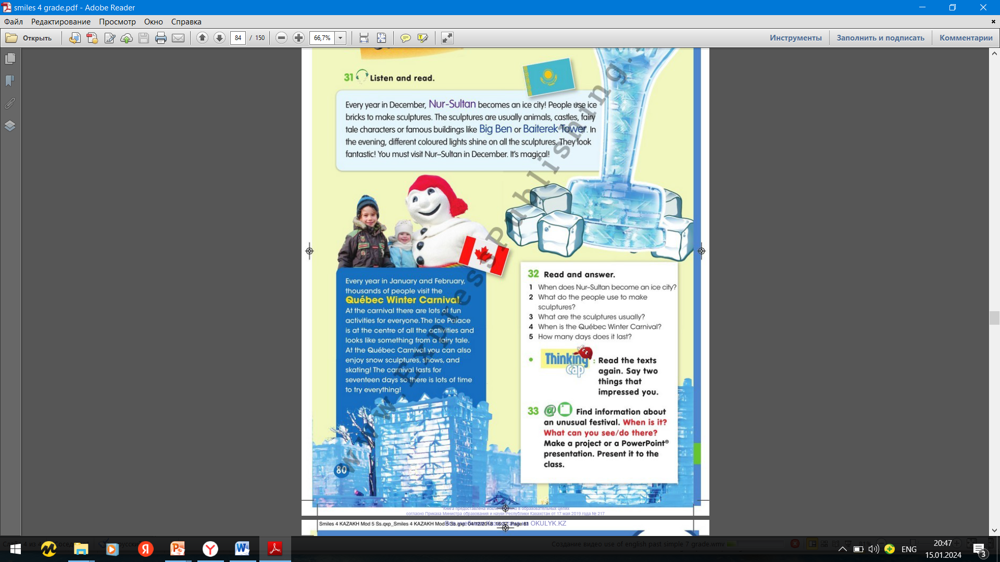 smiles 4 grade.pdf - Adobe Reader
Файл Редактирование Просмотр Окно Справка
Открыть 84 / 150 66,7% Инструменты Заполнить и подписать Комментарии
31 Listen and read.
Every year in December, Nur-Sultan becomes an ice city! People use ice
bricks to make sculptures. The sculptures are usually animals, castles, fairy
tale characters or famous buildings like Big Ben or Baiterek Tower. In
the evening, different coloured lights shine on all the sculptures. They look
fantastic! You must visit Nur–Sultan in December. It's magical!
Every year in January and February,
thousands of people visit the
Québec Winter Carnival.
At the carnival there are lots of fun
activities for everyone. The Ice Palace
is at the centre of all the activities and
looks like something from a fairy tale.
At the Québec Carnival you can also
enjoy snow sculptures, shows, and
skating! The carnival lasts for
seventeen days so there is lots of time
to try everything!
80
32 Read and answer.
1 When does Nur-Sultan become an ice city?
2 What do the people use to make
sculptures?
3 What are the sculptures usually?
4 When is the Québec Winter Carnival?
5 How many days does it last?
Thinking
Cap
: Read the texts
again. Say two
things that
impressed you.
33 @ Find information about
an unusual festival. When is it?
What can you see/do there?
Make a project or a PowerPoint®
presentation. Present it to the
class.
www.ExpressPublishing.
Книга предоставлена исключительно в образовательных целях
согласно Приказа Министра образования и науки Республики Казахстан от 17 мая 2019 года № 217
Smiles 4 KAZAKH Mod 5 Ss.qxp_Smiles 4 KAZAKH Mod 5 Ss.qxp 04/12/2018 16:37 Page 81
OKULYK.KZ
Создание видео use of english past simple 7 grade.wmv
81%
ENG
20:47
15.01.2024
3